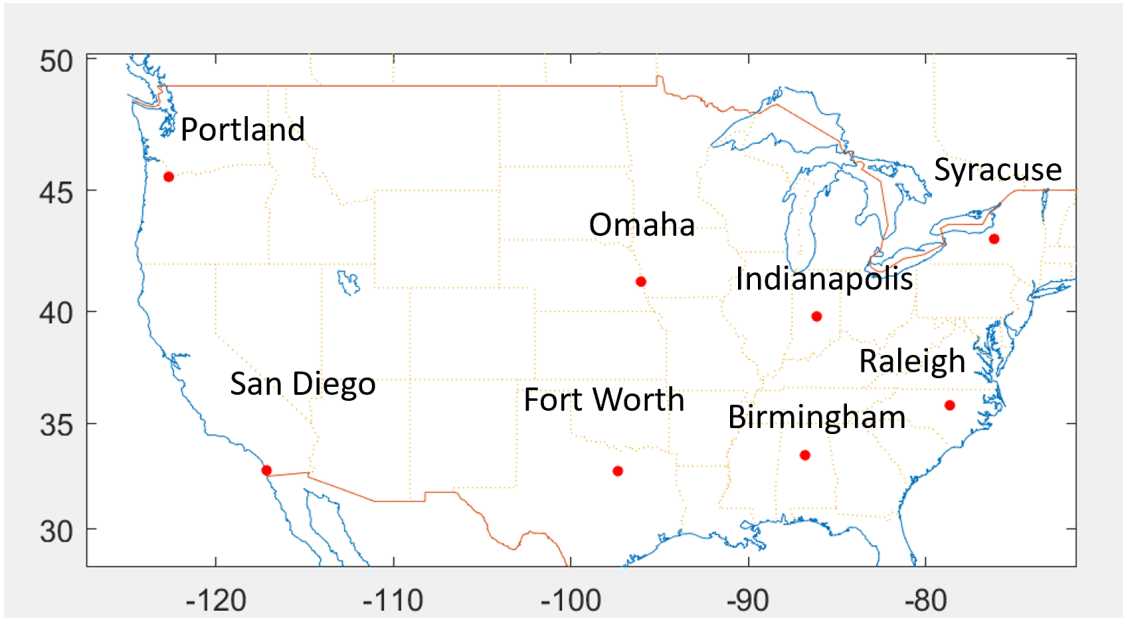 50
Portland
Syracuse
45
Omaha
Indianapolis
40
Raleigh
San Diego
Fort Worth
Birmingham
35
30
-120
-110
-100
-90
-80